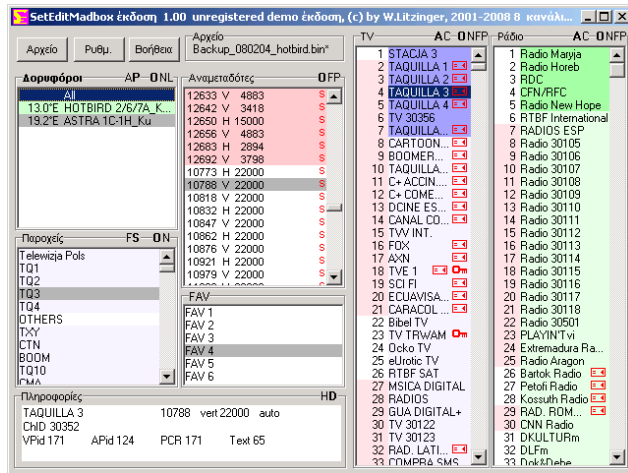 SetEditMadbox έκδοση 1.00 unregistered demo έκδοση, (c) by W.Litzinger, 2001-2008 8 κανάλι...
Αρχείο
Ρυθμ.
Βοήθεια
Αρχείο
Backup_080204_hotbird.bin*
Δορυφόροι AP-ONL
All
13.0°E HOTBIRD 2/6/7A_K...
19.2°E ASTRA 1C-1H_Ku
Παροχείς FS-ON-
Telewizja Pols
TQ1
TQ2
TQ3
TQ4
OTHERS
TXY
CTN
BOOM
TQ10
CMA
Αναμεταδότες OFP
12633 V 4883 S
12642 V 3418 S
12650 H 15000 S
12656 V 4883 S
12683 H 2894 S
12692 V 3798 S
10773 H 22000 S
10788 V 22000 S
10818 V 22000 S
10832 H 22000 S
10847 V 22000 S
10862 H 22000 S
10876 V 22000 S
10921 H 22000 S
10979 V 22000 S
FAV
FAV 1
FAV 2
FAV 3
FAV 4
FAV 5
FAV 6
TV AC-ONFP
1 STACJA 3
2 TAQUILLA 1
3 TAQUILLA 2
4 TAQUILLA 3
5 TAQUILLA 4
6 TV 30356
7 TAQUILLA...
8 CARTOON...
9 BOOMER...
10 TAQUILLA...
11 C+ ACCIN...
12 C+ COME...
13 DCINE ES...
14 CANAL CO...
15 TVV INT.
16 FOX
17 AXN
18 TVE 1
19 SCI FI
20 ECUAVISA...
21 CARACOL ...
22 Bibel TV
23 TV TRWAM
24 Ocko TV
25 eUrotic TV
26 RTBF SAT
27 MSICA DIGITAL
28 RADIOS
29 GUA DIGITAL+
30 TV 30122
31 TV 30123
32 RAD. LATI...
33 COMPRA SMS
Ράδιο AC-ONFP
1 Radio Maryja
2 Radio Horeb
3 RDC
4 CFN/RFC
5 Radio New Hope
6 RTBF International
7 RADIOS ESP
8 Radio 30105
9 Radio 30106
10 Radio 30107
11 Radio 30108
12 Radio 30109
13 Radio 30110
14 Radio 30111
15 Radio 30112
16 Radio 30113
17 Radio 30114
18 Radio 30115
19 Radio 30116
20 Radio 30117
21 Radio 30118
22 Radio 30501
23 PLAYIN'Tvi
24 Extremadura Ra...
25 Radio Aragon
26 Bartok Radio
27 Petofi Radio
28 Kossuth Radio
29 RAD. ROM...
30 CNN Radio
31 DKULTURm
32 DLFm
33 Dok&Debe
Πληροφορίες HD-
TAQUILLA 3 10788 vert 22000 auto
ChID 30352
VPid 171 APid 124 PCR 171 Text 65